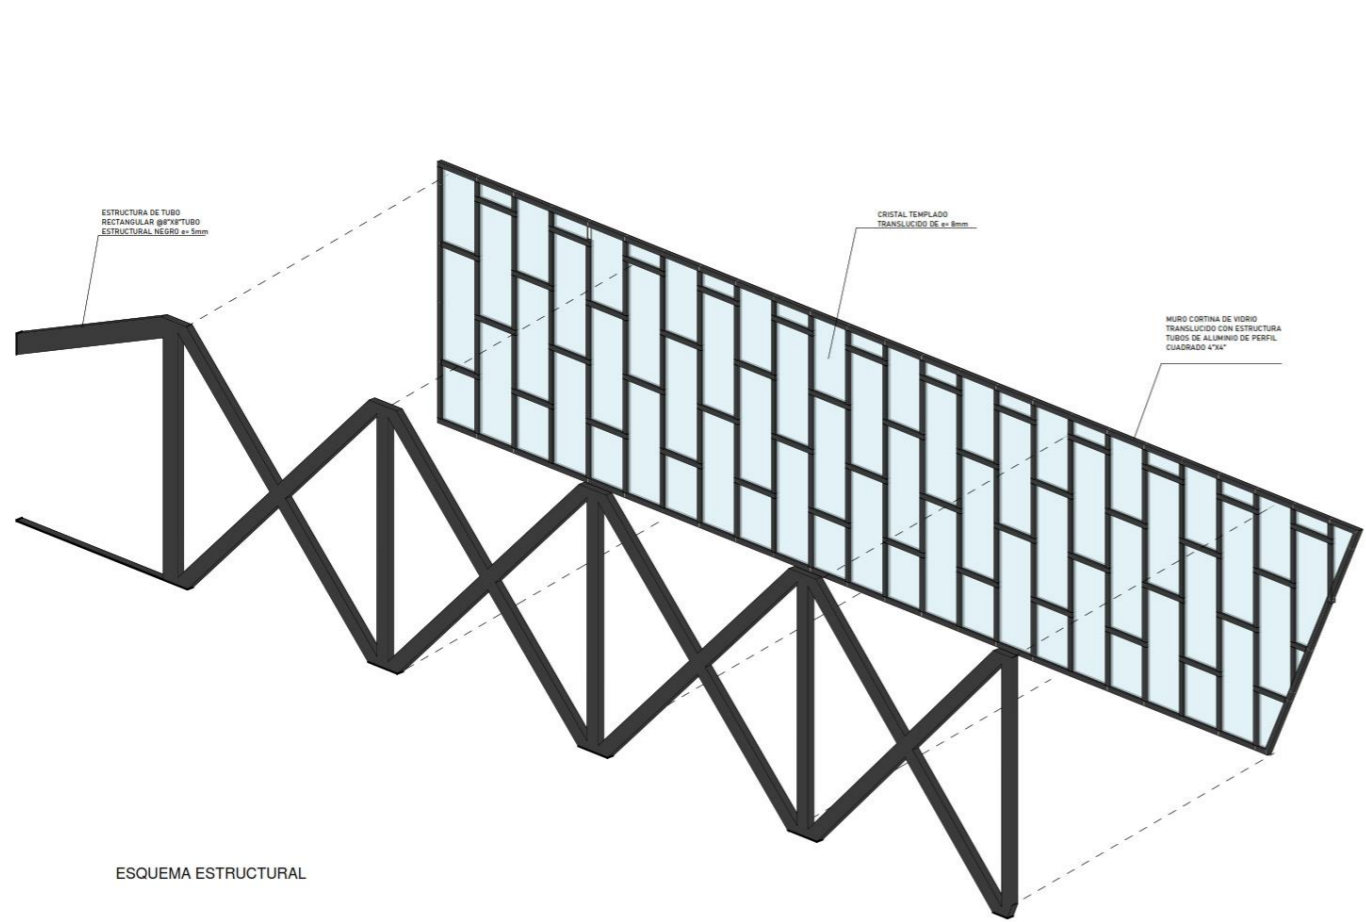 ESTRUCTURA DE TUBO
RECTANGULAR @8"X8"TUBO
ESTRUCTURAL NEGRO e= 5mm
CRISTAL TEMPLADO
TRANSLUCIDO DE e= 8mm
MURO CORTINA DE VIDRIO
TRANSLUCIDO CON ESTRUCTURA
TUBOS DE ALUMINIO DE PERFIL
CUADRADO 4"X4"
ESQUEMA ESTRUCTURAL